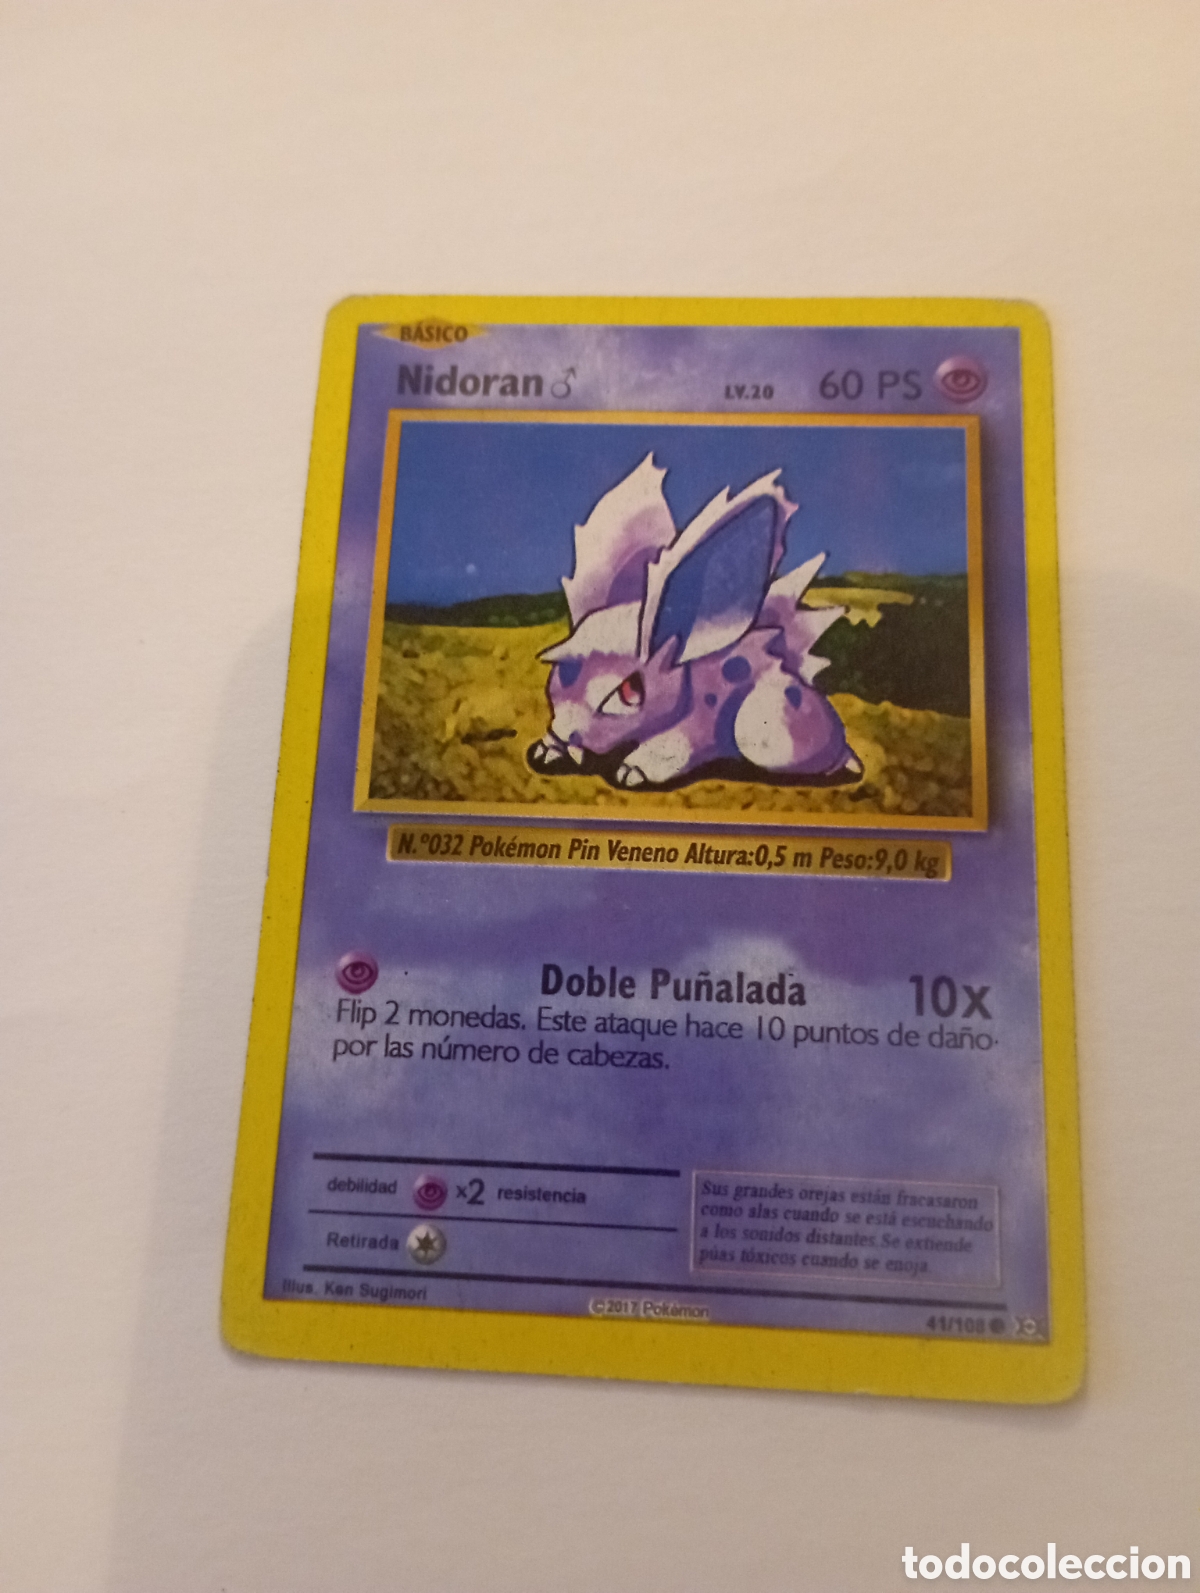 BÁSICO
Nidoran♂ LV.20 60 PS
N.º032 Pokémon Pin Veneno Altura:0,5 m Peso:9,0 kg
Doble Puñalada 10x
Flip 2 monedas. Este ataque hace 10 puntos de daño
por las número de cabezas.
debilidad x2 resistencia
Retirada
Sus grandes orejas están fracasaron
como alas cuando se está escuchando
a los sonidos distantes.Se extiende
púas tóxicos cuando se enoja.
Illus. Ken Sugimori
©2017 Pokémon
41/108
todocoleccion